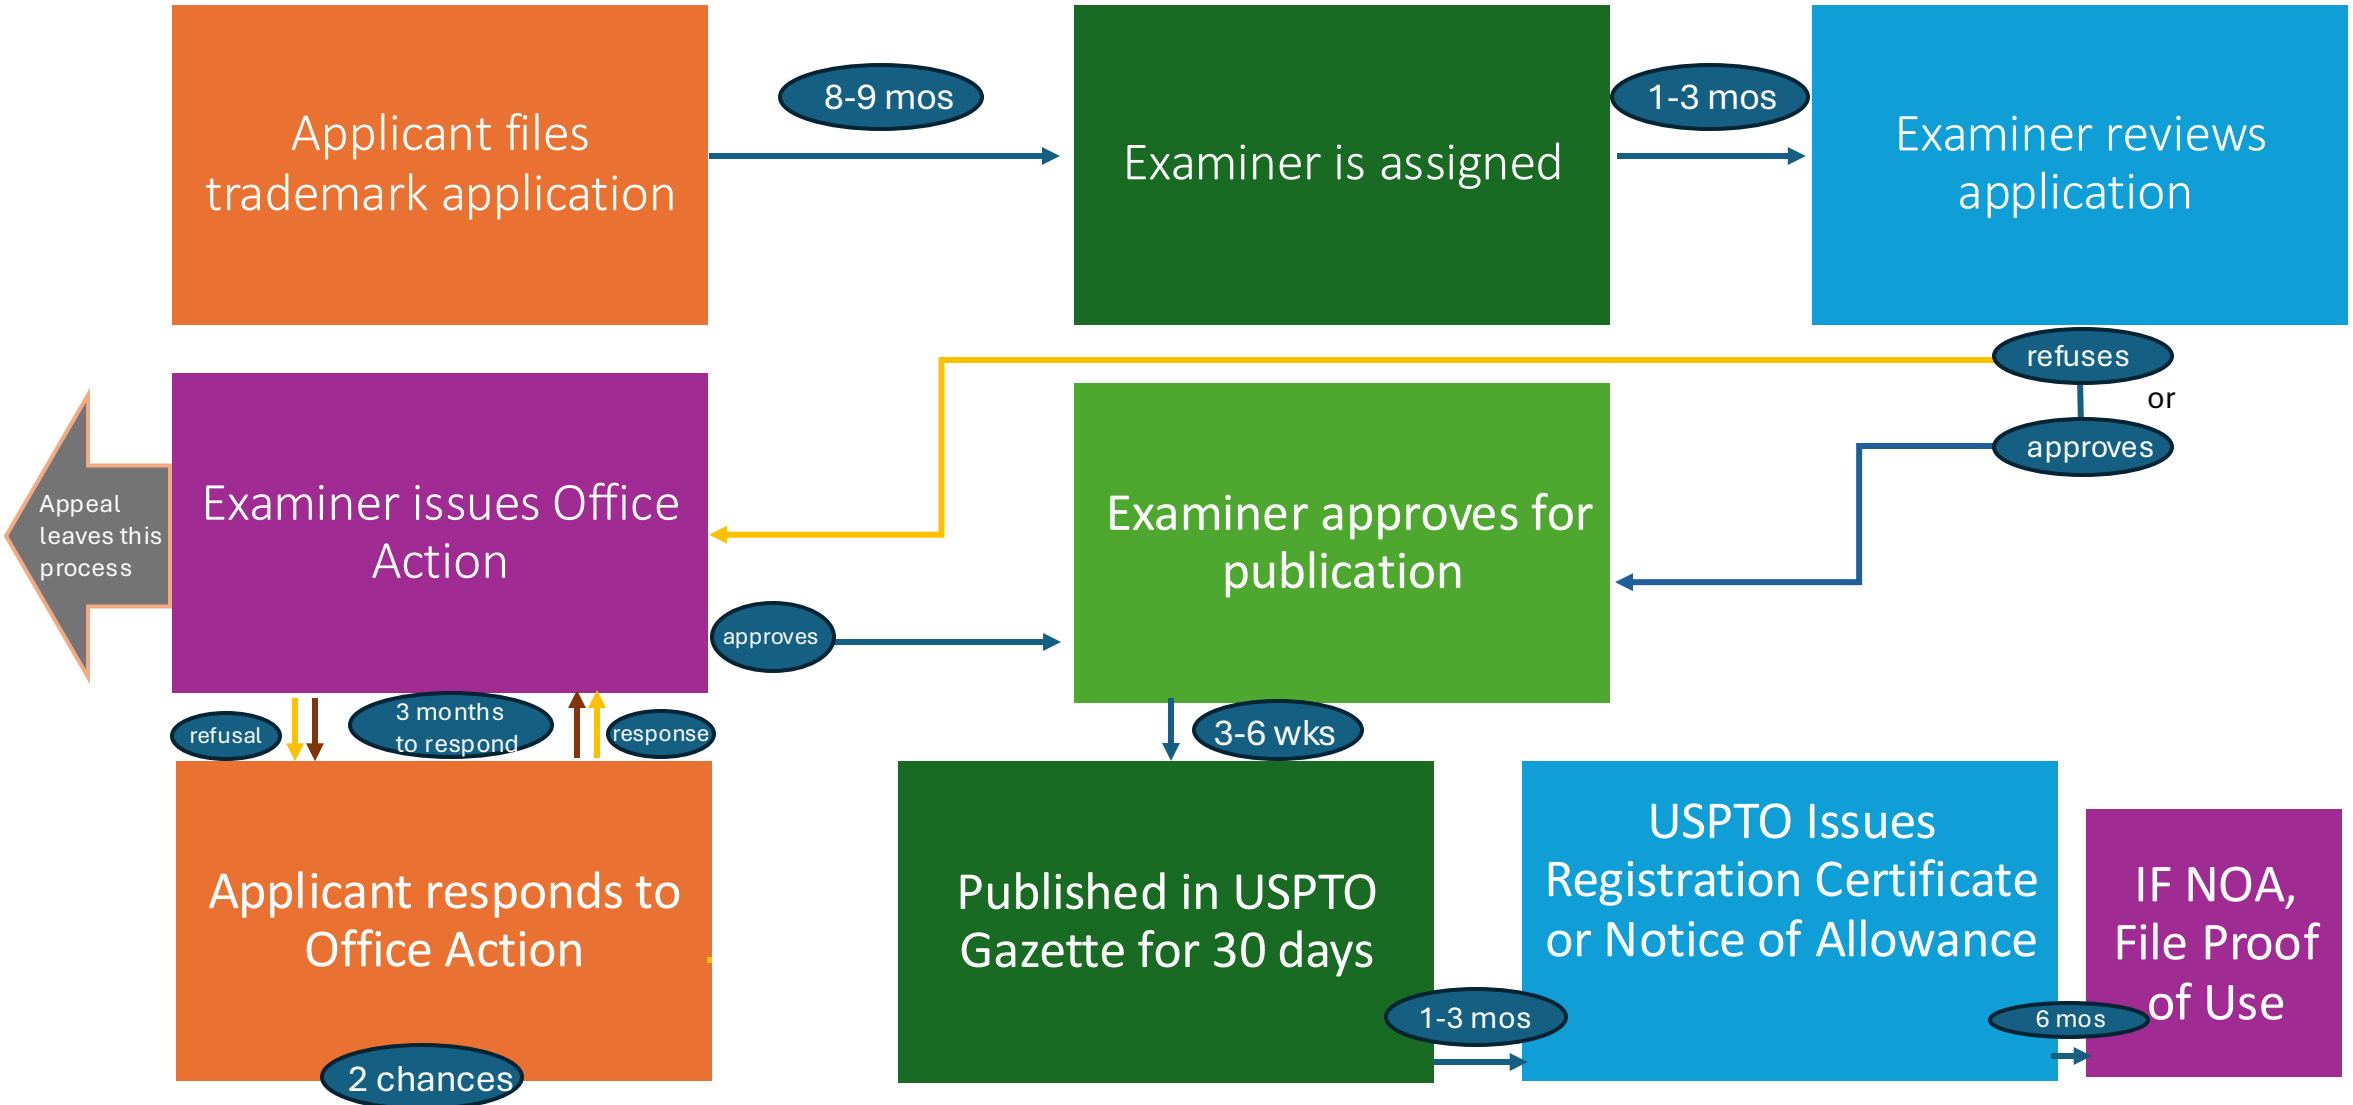 Applicant files
trademark application
8-9 mos
Examiner is assigned
1-3 mos
Examiner reviews
application
refuses
or
approves
Appeal
leaves this
process
Examiner issues Office
Action
approves
Examiner approves for
publication
refusal
3 months
to respond
response
3-6 wks
Applicant responds to
Office Action
2 chances
Published in USPTO
Gazette for 30 days
1-3 mos
USPTO Issues
Registration Certificate
or Notice of Allowance
6 mos
IF NOA,
File Proof
of Use